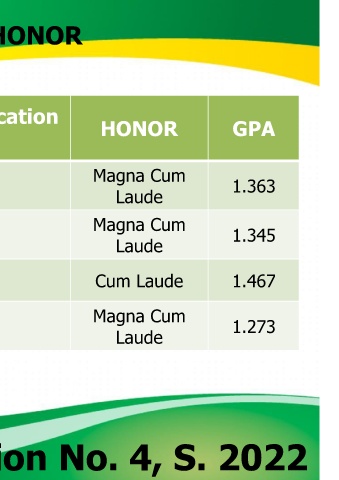 HONOR
cation HONOR GPA
Magna Cum
Laude 1.363
Magna Cum
Laude 1.345
Cum Laude 1.467
Magna Cum
Laude 1.273
ion No. 4, S. 2022